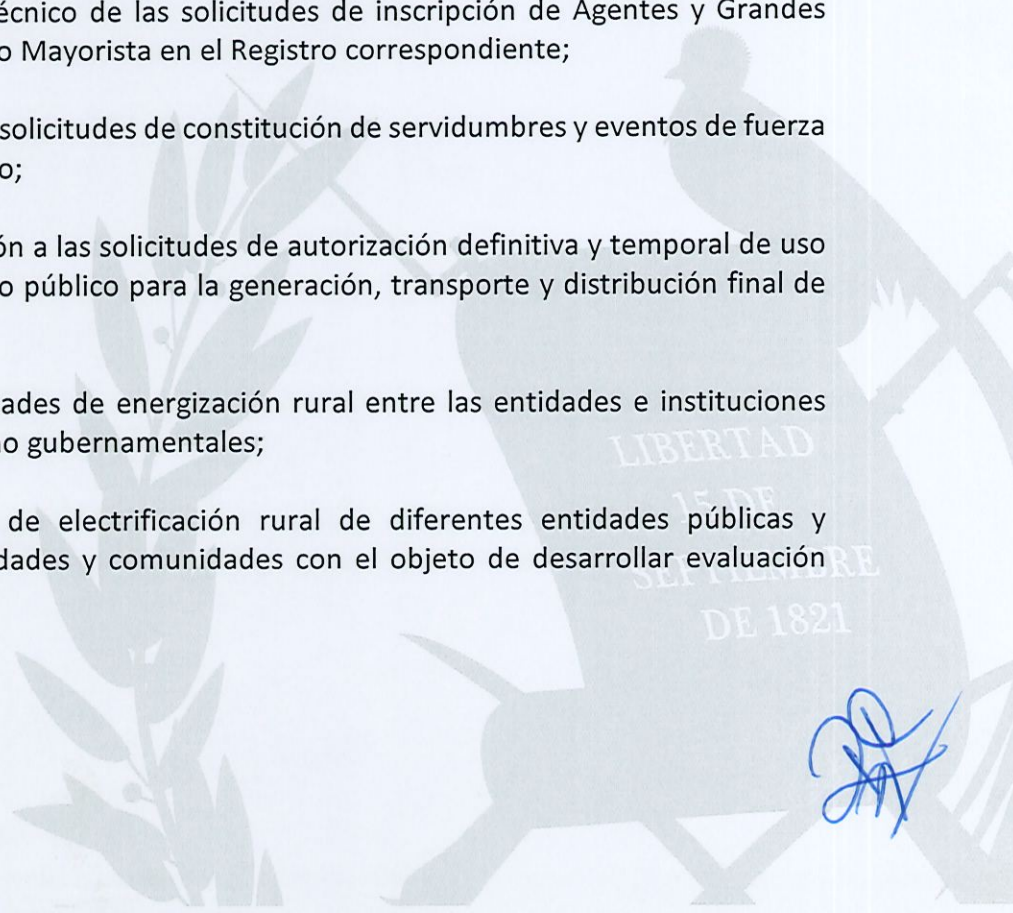 écnico de las solicitudes de inscripción de Agentes y Grandes
o Mayorista en el Registro correspondiente;
solicitudes de constitución de servidumbres y eventos de fuerza
o;
ón a las solicitudes de autorización definitiva y temporal de uso
o público para la generación, transporte y distribución final de
ades de energización rural entre las entidades e instituciones
no gubernamentales;
de electrificación rural de diferentes entidades públicas y
dades y comunidades con el objeto de desarrollar evaluación
LIBERTAD
15 DE
SEPTIEMBRE
DE 1821